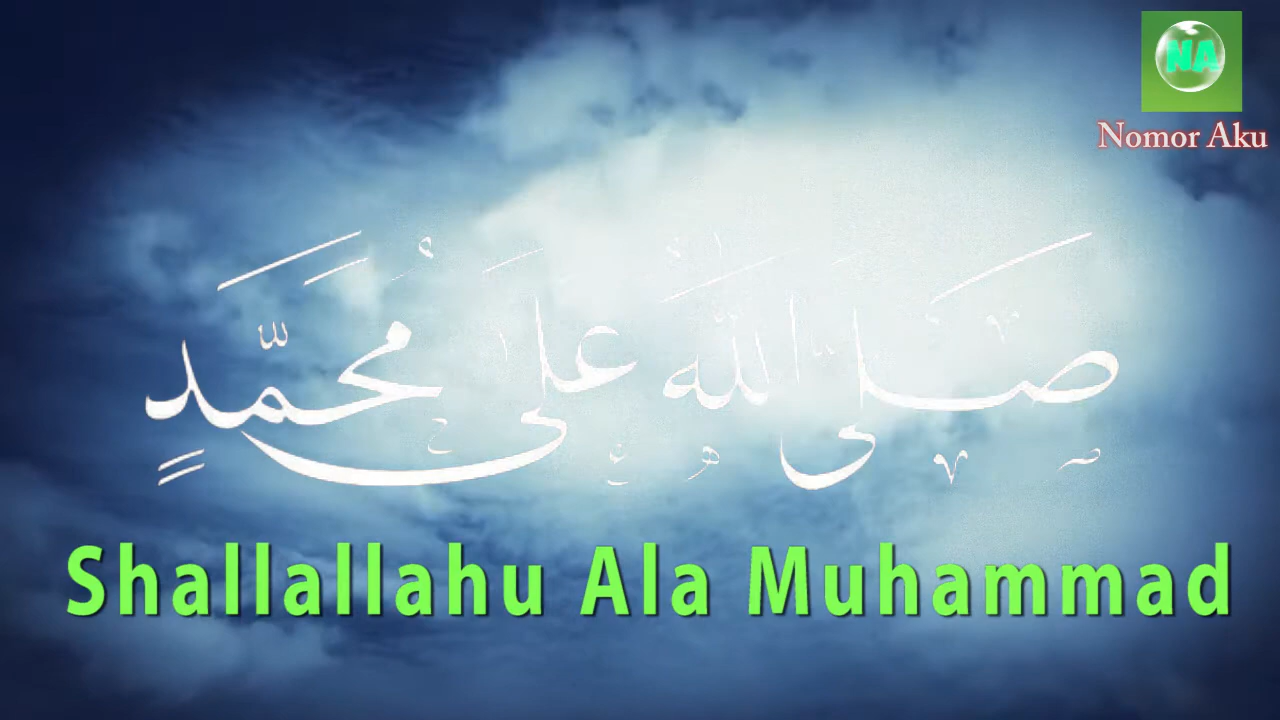 NA
Nomor Aku
صَلَّى اللَّهُ عَلَى مُحَمَّدٍ
Shallallahu Ala Muhammad